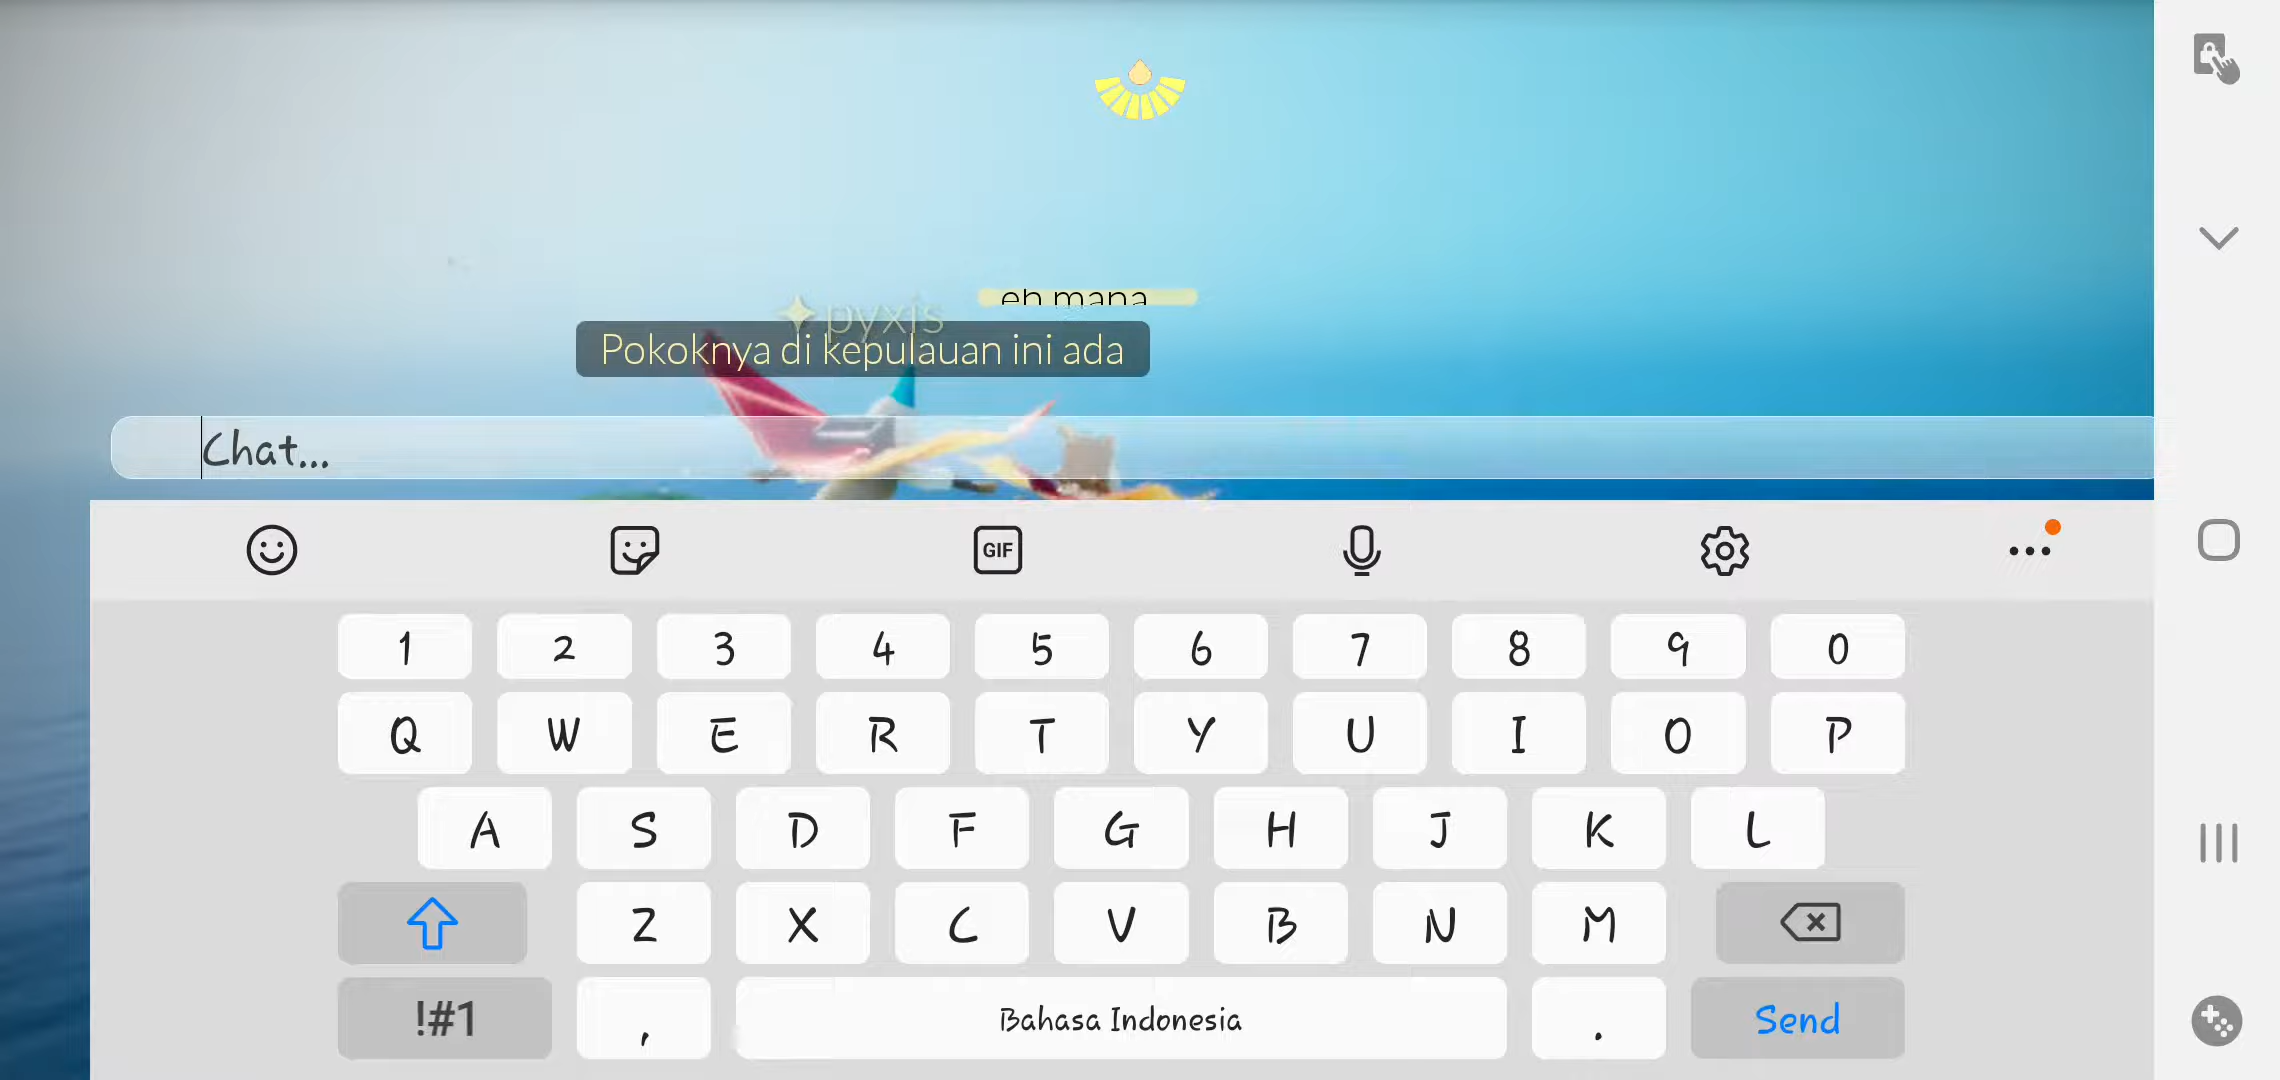 eh mana
pyxis
Pokoknya di kepulauan ini ada
Chat...
GIF
1 2 3 4 5 6 7 8 9 0
Q W E R T Y U I O P
A S D F G H J K L
Z X C V B N M
!#1 , Bahasa Indonesia . Send